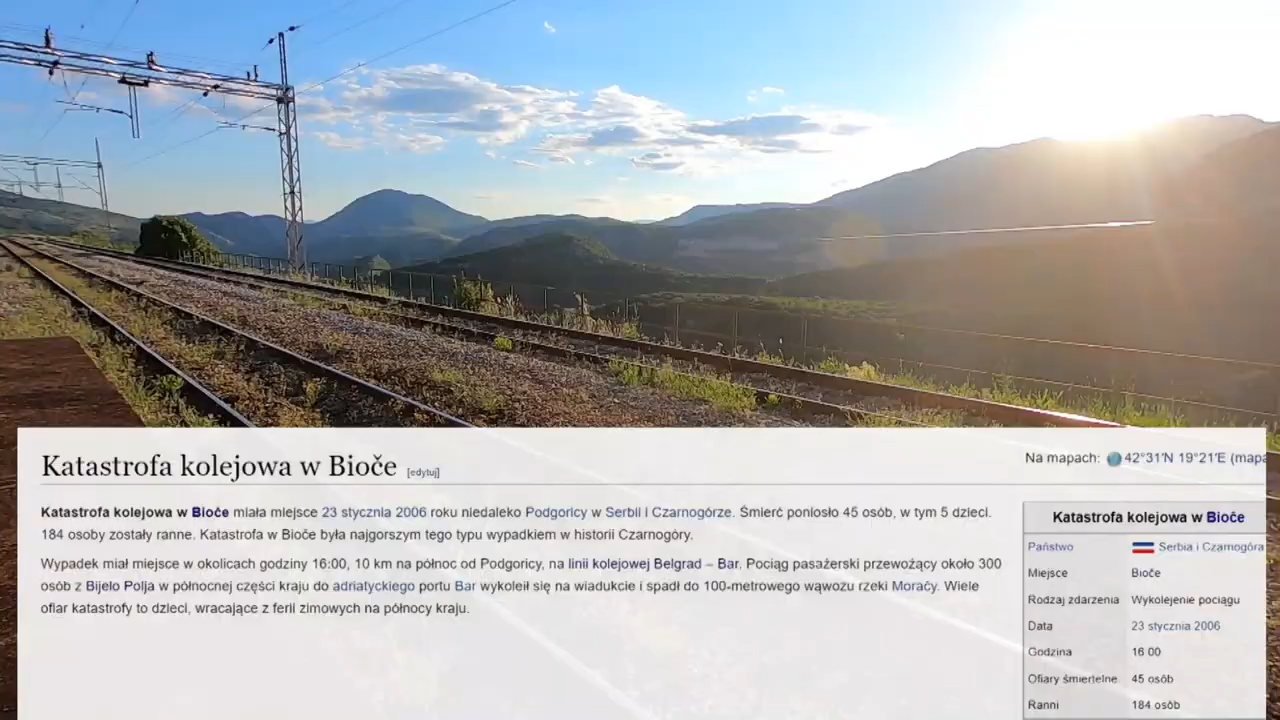 Katastrofa kolejowa w Bioče [edytuj]
Na mapach: 42°31′N 19°21′E (mapa
Katastrofa kolejowa w Bioče miała miejsce 23 stycznia 2006 roku niedaleko Podgoricy w Serbii i Czarnogórze. Śmierć poniosło 45 osób, w tym 5 dzieci.
184 osoby zostały ranne. Katastrofa w Bioče była najgorszym tego typu wypadkiem w historii Czarnogóry.
Wypadek miał miejsce w okolicach godziny 16:00, 10 km na północ od Podgoricy, na linii kolejowej Belgrad – Bar. Pociąg pasażerski przewożący około 300
osób z Bijelo Polja w północnej części kraju do adriatyckiego portu Bar wykoleił się na wiadukcie i spadł do 100-metrowego wąwozu rzeki Moračy. Wiele
ofiar katastrofy to dzieci, wracające z ferii zimowych na północy kraju.
Katastrofa kolejowa w Bioče
Państwo Serbia i Czarnogóra
Miejsce Bioče
Rodzaj zdarzenia Wykolejenie pociągu
Data 23 stycznia 2006
Godzina 16 00
Ofiary śmiertelne 45 osób
Ranni 184 osób